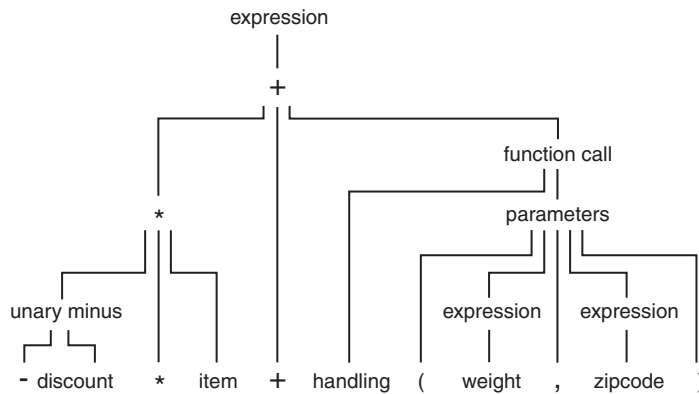 expression
+
function call
* parameters
unary minus expression expression
- discount * item + handling ( weight , zipcode )